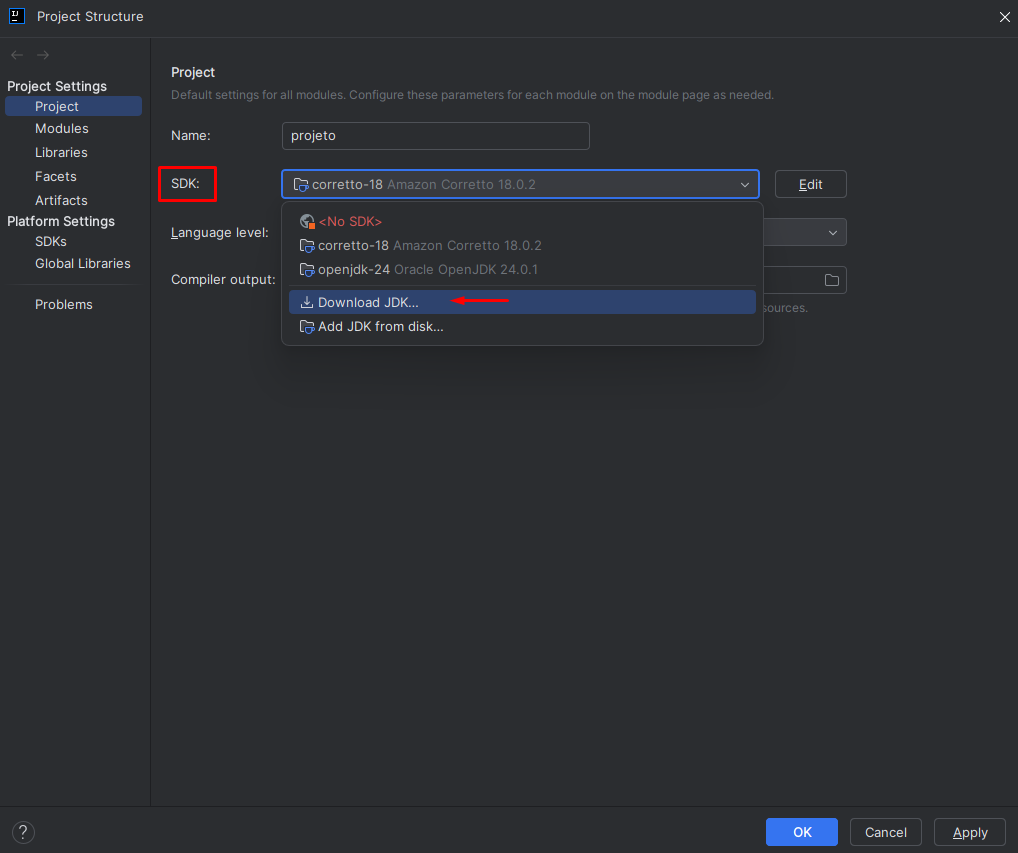 Project Structure
Project Settings
Project
Modules
Libraries
Facets
Artifacts
Platform Settings
SDKs
Global Libraries
Problems
Project
Default settings for all modules. Configure these parameters for each module on the module page as needed.
Name: projeto
SDK: corretto-18 Amazon Corretto 18.0.2 Edit
<No SDK>
Language level:
corretto-18 Amazon Corretto 18.0.2
openjdk-24 Oracle OpenJDK 24.0.1
Compiler output:
Download JDK...
sources.
Add JDK from disk...
? OK Cancel Apply